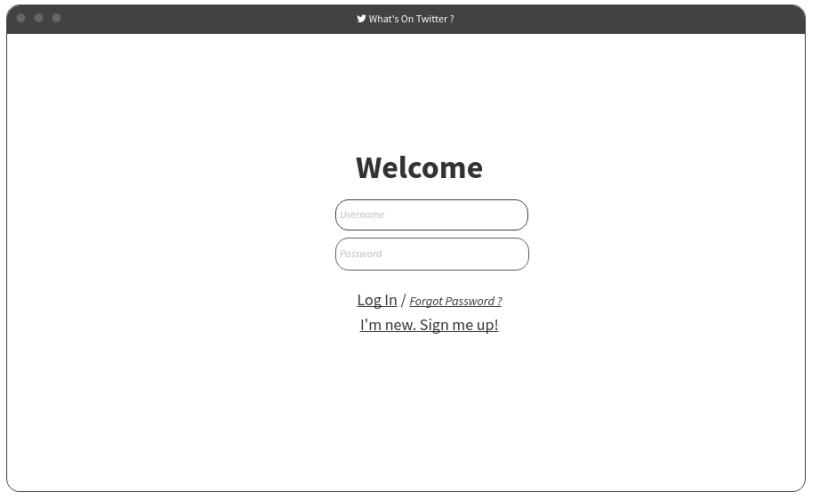 What's On Twitter ?
Welcome
Username
Password
Log In / Forgot Password ?
I'm new. Sign me up!